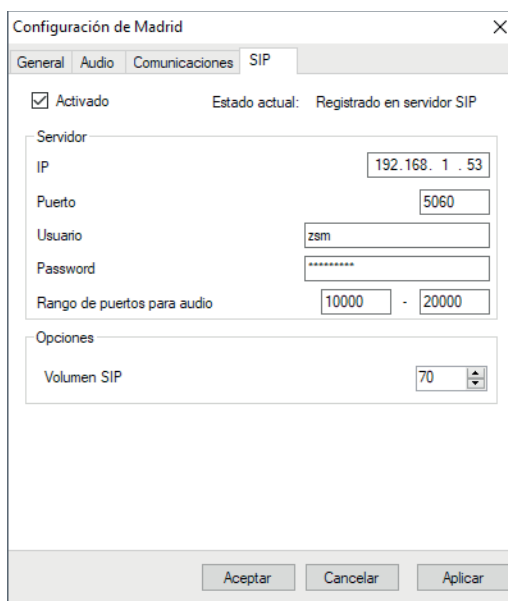 Configuración de Madrid
General Audio Comunicaciones SIP
Activado Estado actual: Registrado en servidor SIP
Servidor
IP 192.168. 1 . 53
Puerto 5060
Usuario zsm
Password *********
Rango de puertos para audio 10000 - 20000
Opciones
Volumen SIP 70
Aceptar Cancelar Aplicar